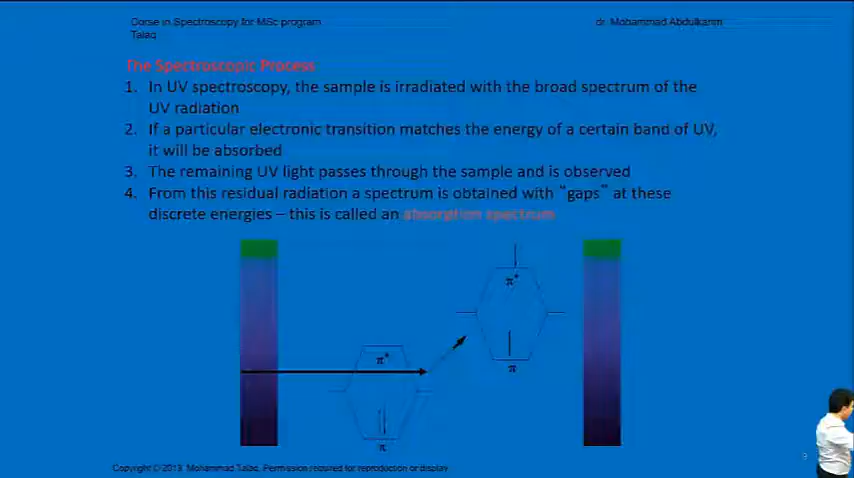 Corse in Spectroscopy for MSc program
dr. Mohammad Abdulkarim
Talaq
The Spectroscopic Process
1. In UV spectroscopy, the sample is irradiated with the broad spectrum of the
UV radiation
2. If a particular electronic transition matches the energy of a certain band of UV,
it will be absorbed
3. The remaining UV light passes through the sample and is observed
4. From this residual radiation a spectrum is obtained with “gaps” at these
discrete energies – this is called an absorption spectrum
π*
π
π*
π
9
Copyright © 2013 Mohammad Talaq, Permission required for reproduction or display